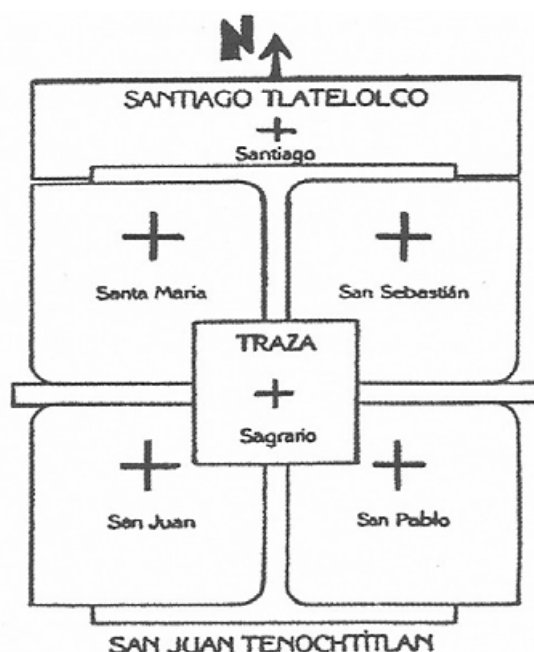 N
SANTIAGO TLATELOLCO
Santiago
Santa Maria
San Sebastián
TRAZA
Sagrario
San Juan
San Pablo
SAN JUAN TENOCHTITLAN